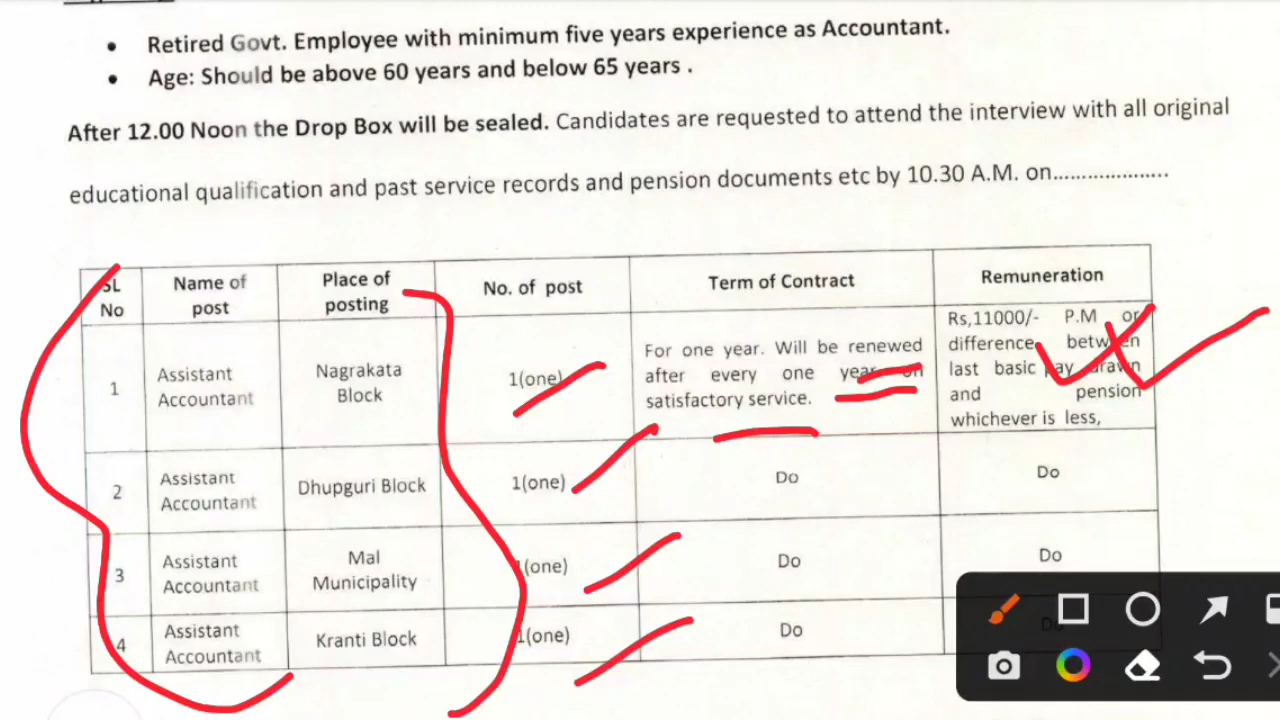 • Retired Govt. Employee with minimum five years experience as Accountant.
• Age: Should be above 60 years and below 65 years .
After 12.00 Noon the Drop Box will be sealed. Candidates are requested to attend the interview with all original
educational qualification and past service records and pension documents etc by 10.30 A.M. on.....................
SL No | Name of post | Place of posting | No. of post | Term of Contract | Remuneration
1 | Assistant Accountant | Nagrakata Block | 1(one) | For one year. Will be renewed after every one year on satisfactory service. | Rs,11000/- P.M or difference between last basic pay drawn and pension whichever is less,
2 | Assistant Accountant | Dhupguri Block | 1(one) | Do | Do
3 | Assistant Accountant | Mal Municipality | 1(one) | Do | Do
4 | Assistant Accountant | Kranti Block | 1(one) | Do | Do